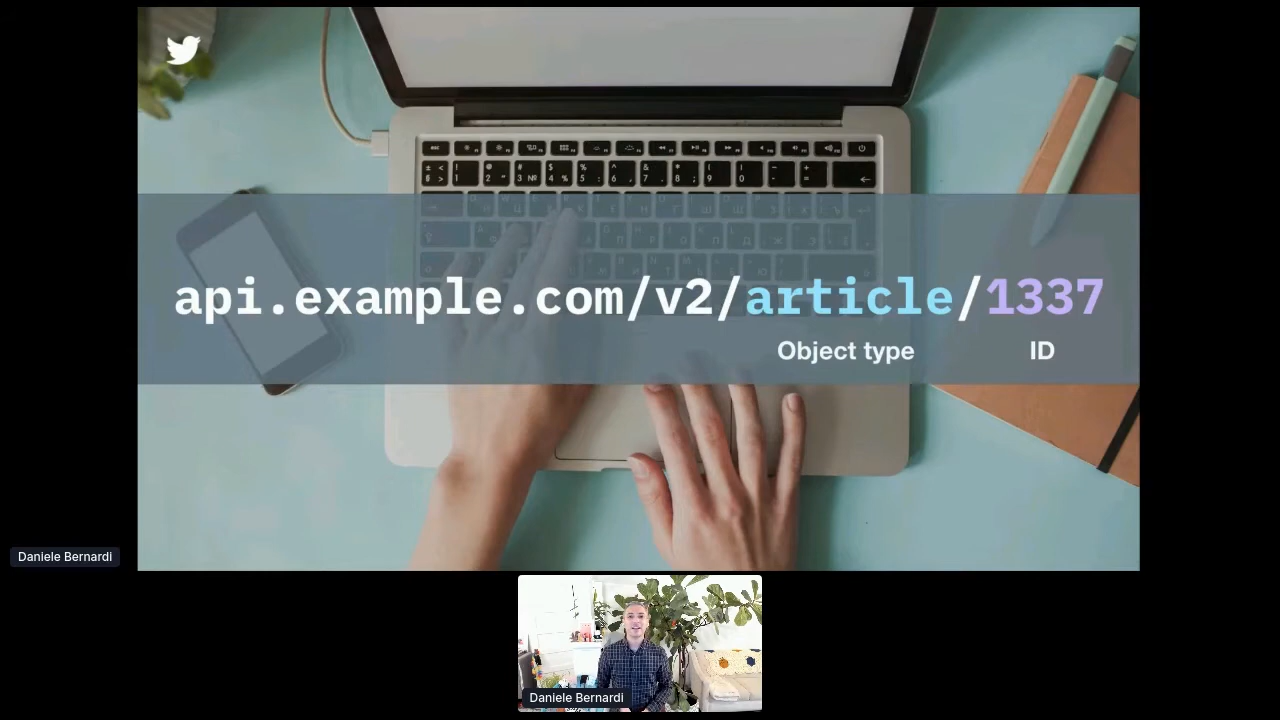 api.example.com/v2/article/1337
Object type
ID
Daniele Bernardi
Daniele Bernardi